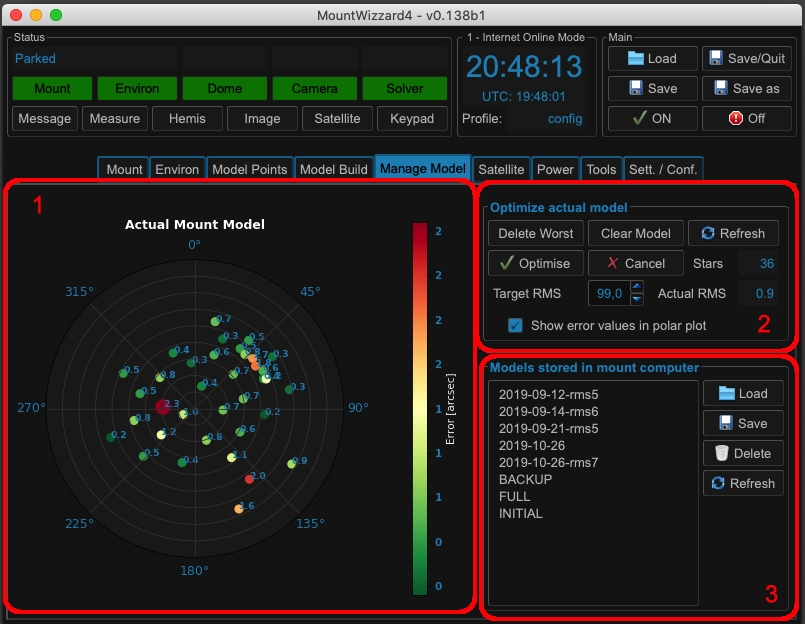 MountWizzard4 - v0.138b1
Status
Parked
Mount Environ Dome Camera Solver
Message Measure Hemis Image Satellite Keypad
1 - Internet Online Mode
20:48:13
UTC: 19:48:01
Profile: config
Main
Load Save/Quit
Save Save as
ON Off
Mount Environ Model Points Model Build Manage Model Satellite Power Tools Sett. / Conf.
1
Actual Mount Model
0°
315° 45°
270° 90°
225° 135°
180°
0.7
0.3
0.5
0.4
0.6
0.3
0.3
0.5
0.8
0.7
0.4
0.3
0.5
0.7
2.3
1.0
0.7
0.2
0.8
0.2
1.2
0.8
0.6
0.5
0.4
1.1
0.9
2.0
1.6
2
2
2
2
1
1
1
0
0
Error [arcsec]
Optimize actual model
Delete Worst Clear Model Refresh
Optimise Cancel Stars 36
Target RMS 99,0 Actual RMS 0.9
Show error values in polar plot
2
Models stored in mount computer
2019-09-12-rms5
2019-09-14-rms6
2019-09-21-rms5
2019-10-26
2019-10-26-rms7
BACKUP
FULL
INITIAL
Load
Save
Delete
Refresh
3